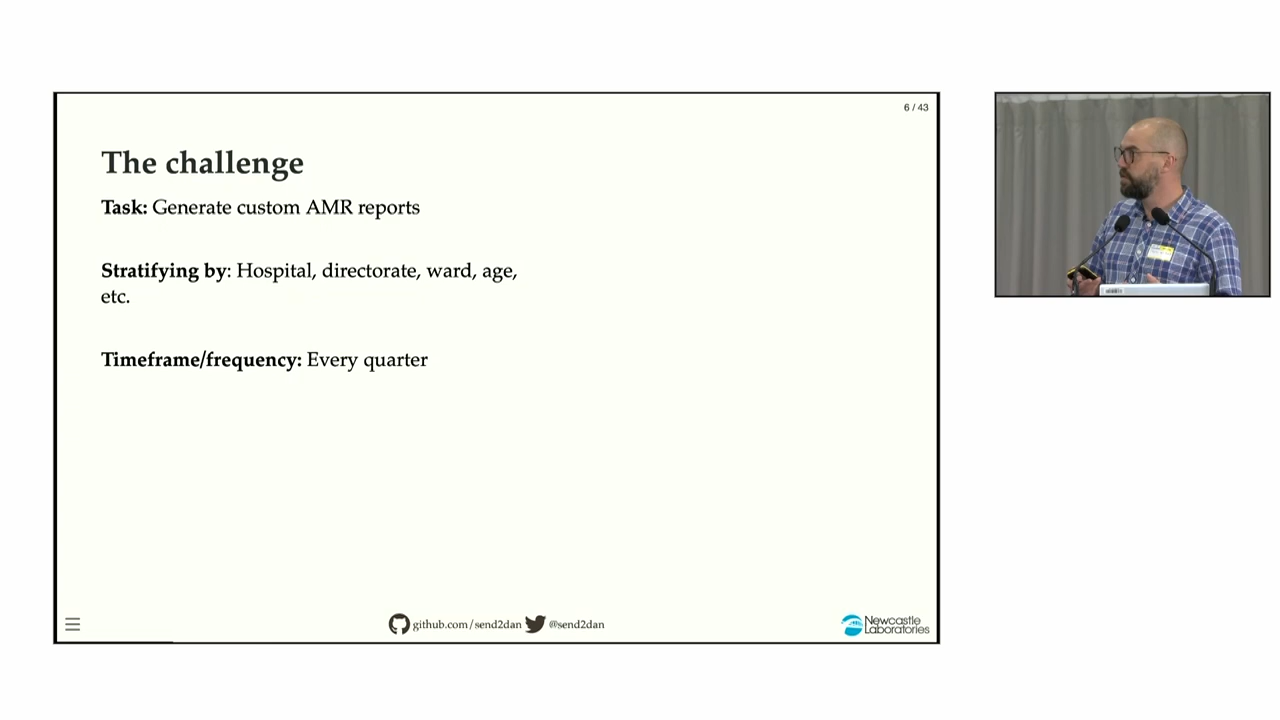 6 / 43
The challenge
Task: Generate custom AMR reports
Stratifying by: Hospital, directorate, ward, age,
etc.
Timeframe/frequency: Every quarter
github.com/send2dan @send2dan
Newcastle
Laboratories